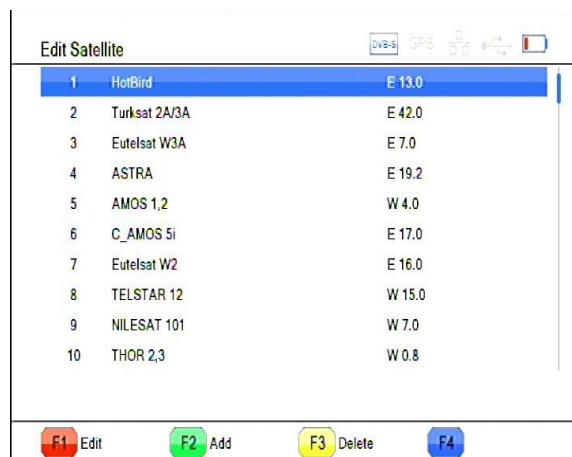 Edit Satellite DVB-S GPS
1 HotBird E 13.0
2 Turksat 2A/3A E 42.0
3 Eutelsat W3A E 7.0
4 ASTRA E 19.2
5 AMOS 1,2 W 4.0
6 C_AMOS 5i E 17.0
7 Eutelsat W2 E 16.0
8 TELSTAR 12 W 15.0
9 NILESAT 101 W 7.0
10 THOR 2,3 W 0.8
F1 Edit F2 Add F3 Delete F4